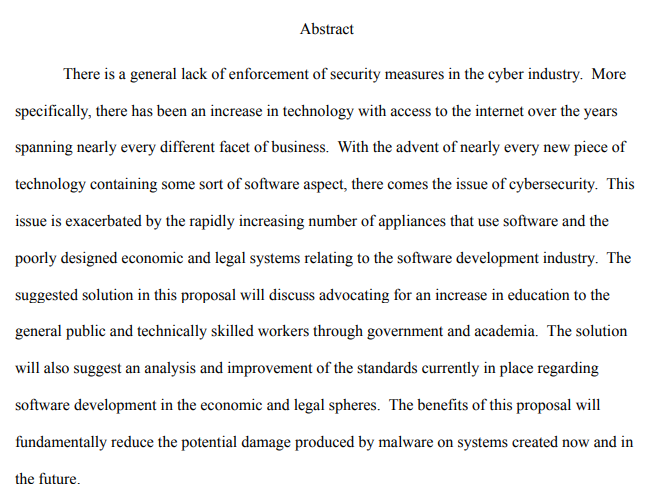 Abstract
There is a general lack of enforcement of security measures in the cyber industry.  More
specifically, there has been an increase in technology with access to the internet over the years
spanning nearly every different facet of business.  With the advent of nearly every new piece of
technology containing some sort of software aspect, there comes the issue of cybersecurity.  This
issue is exacerbated by the rapidly increasing number of appliances that use software and the
poorly designed economic and legal systems relating to the software development industry.  The
suggested solution in this proposal will discuss advocating for an increase in education to the
general public and technically skilled workers through government and academia.  The solution
will also suggest an analysis and improvement of the standards currently in place regarding
software development in the economic and legal spheres.  The benefits of this proposal will
fundamentally reduce the potential damage produced by malware on systems created now and in
the future.